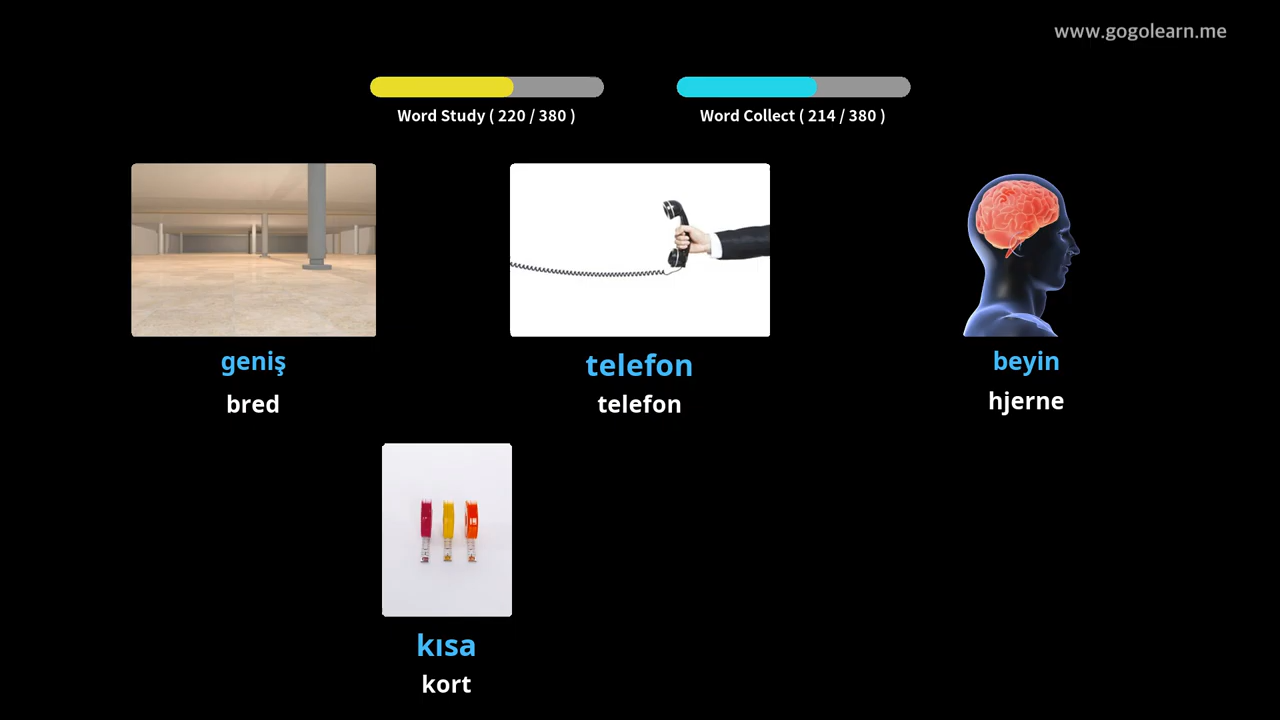 www.gogolearn.me
Word Study ( 220 / 380 )
Word Collect ( 214 / 380 )
geniş
bred
telefon
telefon
beyin
hjerne
kısa
kort